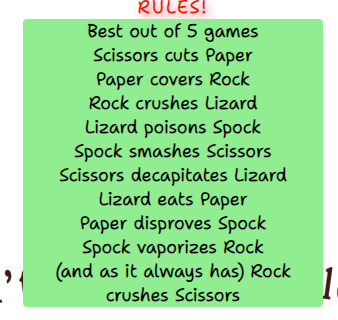 RULES!
Best out of 5 games
Scissors cuts Paper
Paper covers Rock
Rock crushes Lizard
Lizard poisons Spock
Spock smashes Scissors
Scissors decapitates Lizard
Lizard eats Paper
Paper disproves Spock
Spock vaporizes Rock
(and as it always has) Rock
crushes Scissors